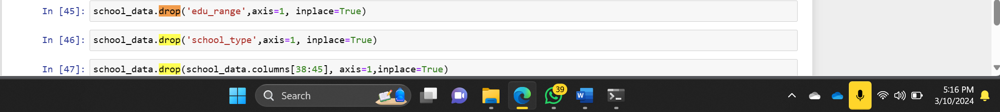 In [45]: school_data.drop('edu_range',axis=1, inplace=True)
In [46]: school_data.drop('school_type',axis=1, inplace=True)
In [47]: school_data.drop(school_data.columns[38:45], axis=1,inplace=True)
Search
39
W
5:16 PM
3/10/2024